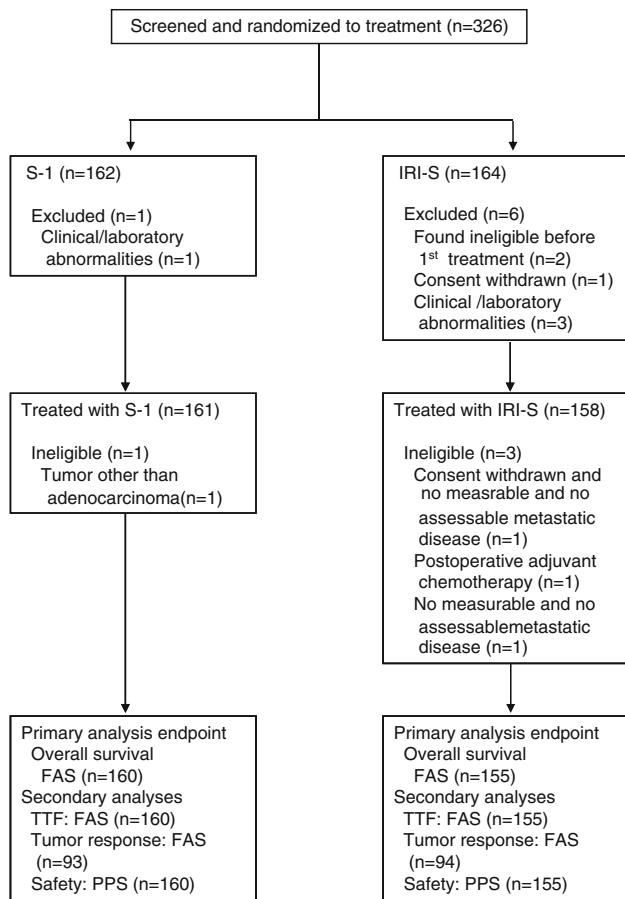 Screened and randomized to treatment (n=326)
S-1 (n=162)
Excluded (n=1)
Clinical/laboratory
abnormalities (n=1)
IRI-S (n=164)
Excluded (n=6)
Found ineligible before
1st treatment (n=2)
Consent withdrawn (n=1)
Clinical /laboratory
abnormalities (n=3)
Treated with S-1 (n=161)
Ineligible (n=1)
Tumor other than
adenocarcinoma(n=1)
Treated with IRI-S (n=158)
Ineligible (n=3)
Consent withdrawn and
no measrable and no
assessable metastatic
disease (n=1)
Postoperative adjuvant
chemotherapy (n=1)
No measurable and no
assessablemetastatic
disease (n=1)
Primary analysis endpoint
Overall survival
FAS (n=160)
Secondary analyses
TTF: FAS (n=160)
Tumor response: FAS
(n=93)
Safety: PPS (n=160)
Primary analysis endpoint
Overall survival
FAS (n=155)
Secondary analyses
TTF: FAS (n=155)
Tumor response: FAS
(n=94)
Safety: PPS (n=155)